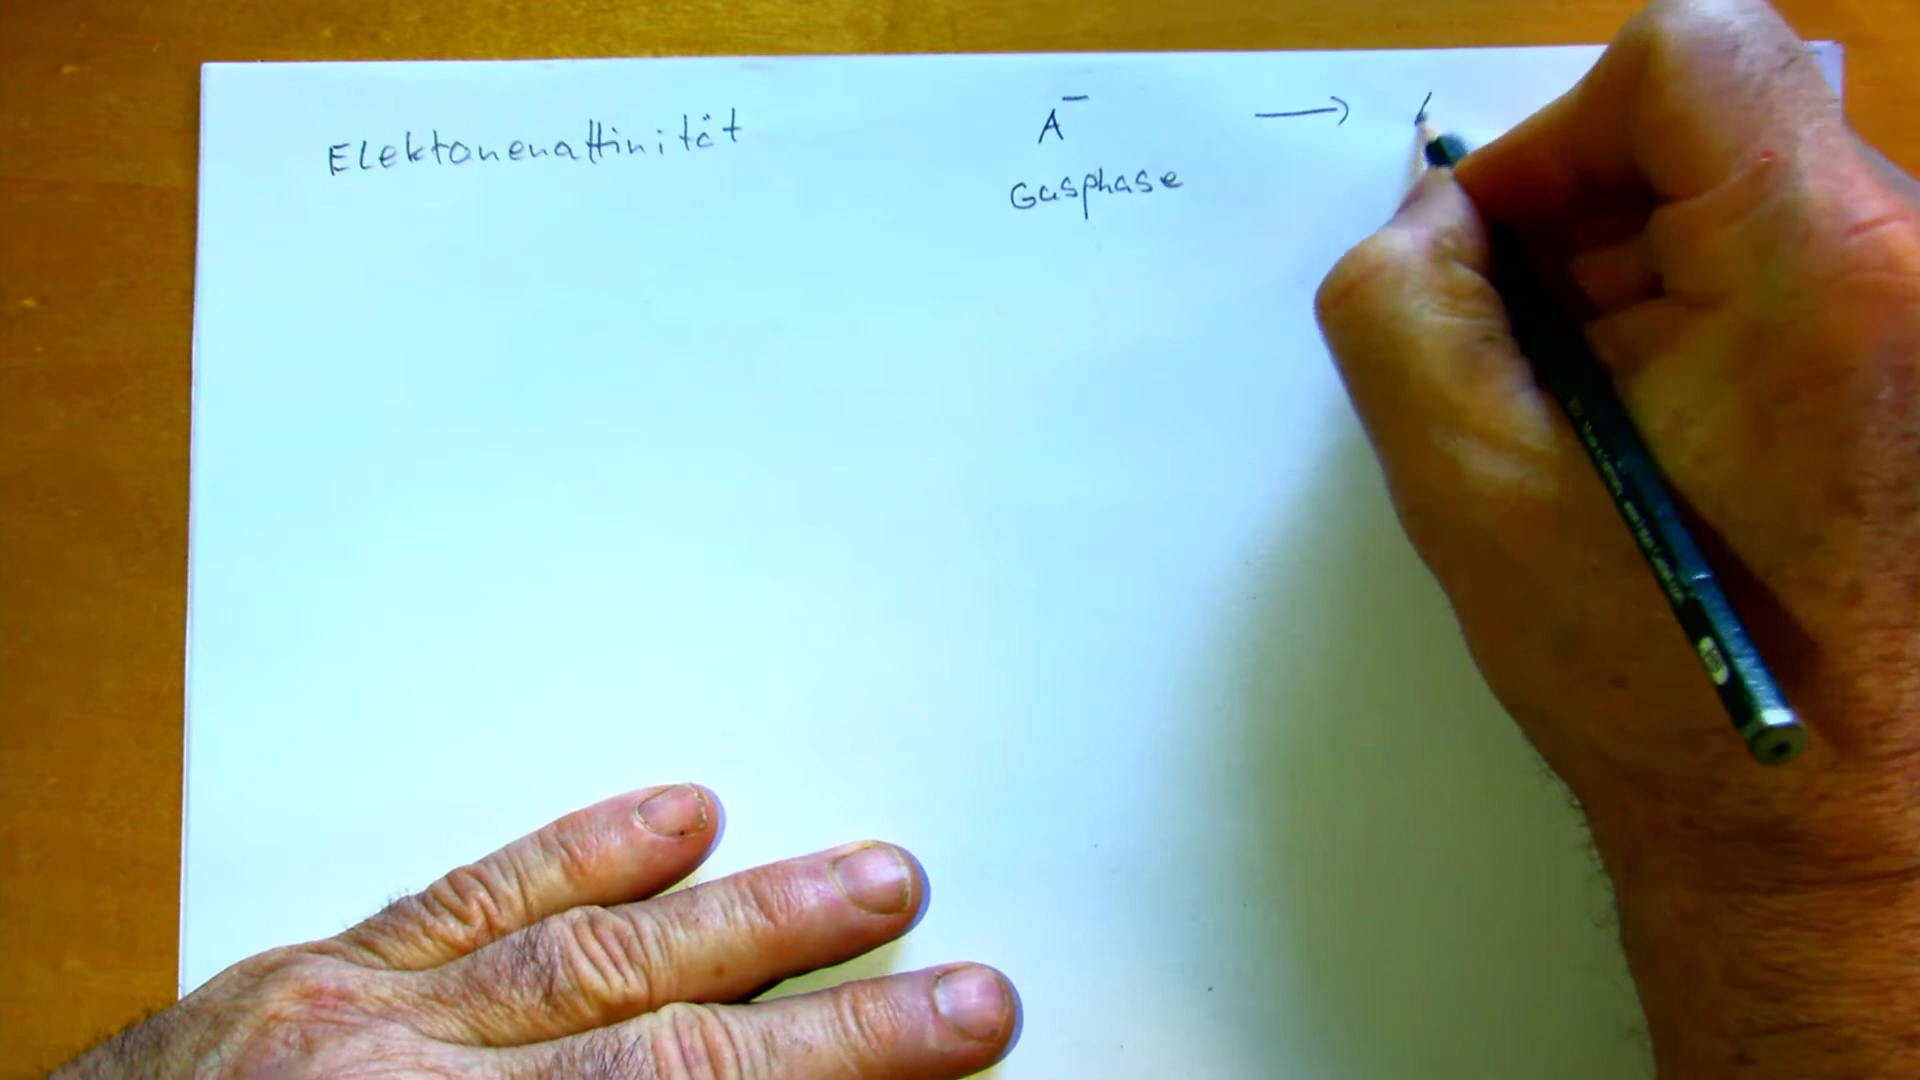 Elektonenaffinität A⁻ →
Gasphase